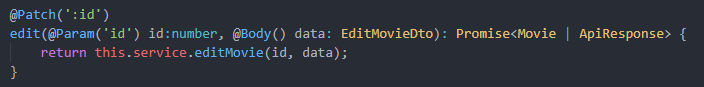 @Patch(':id')
edit(@Param('id') id:number, @Body() data: EditMovieDto): Promise<Movie | ApiResponse> {
    return this.service.editMovie(id, data);
}